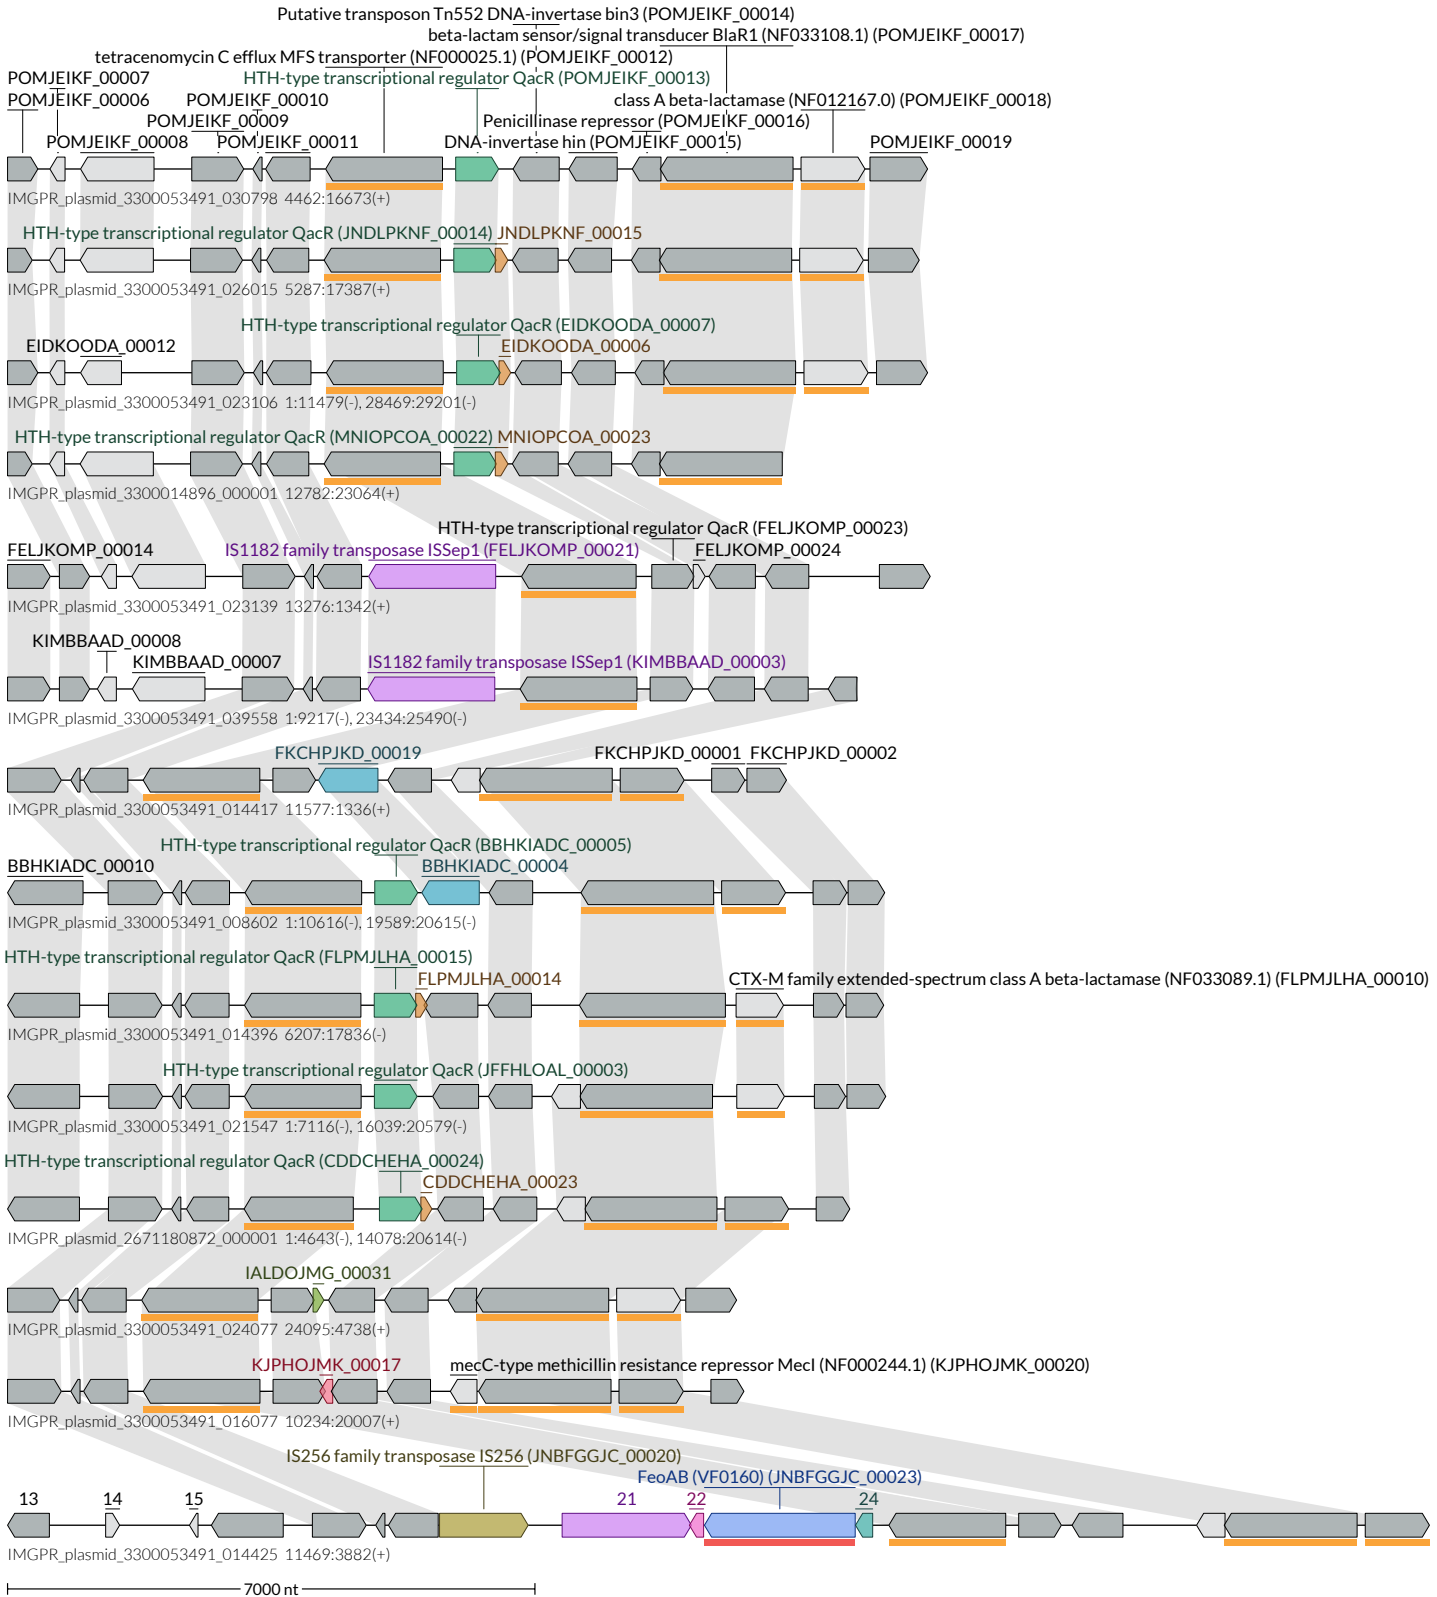 Putative transposon Tn552 DNA-invertase bin3 (POMJEIKF_00014)
beta-lactam sensor/signal transducer BlaR1 (NF033108.1) (POMJEIKF_00017)
tetracenomycin C efflux MFS transporter (NF000025.1) (POMJEIKF_00012)
POMJEIKF_00007 HTH-type transcriptional regulator QacR (POMJEIKF_00013)
POMJEIKF_00006 POMJEIKF_00010 class A beta-lactamase (NF012167.0) (POMJEIKF_00018)
POMJEIKF_00009 Penicillinase repressor (POMJEIKF_00016)
POMJEIKF_00008 POMJEIKF_00011 DNA-invertase hin (POMJEIKF_00015) POMJEIKF_00019
IMGPR_plasmid_3300053491_030798 4462:16673(+)
HTH-type transcriptional regulator QacR (JNDLPKNF_00014) JNDLPKNF_00015
IMGPR_plasmid_3300053491_026015 5287:17387(+)
HTH-type transcriptional regulator QacR (EIDKOODA_00007)
EIDKOODA_00012 EIDKOODA_00006
IMGPR_plasmid_3300053491_023106 1:11479(-), 28469:29201(-)
HTH-type transcriptional regulator QacR (MNIOPCOA_00022) MNIOPCOA_00023
IMGPR_plasmid_3300014896_000001 12782:23064(+)
HTH-type transcriptional regulator QacR (FELJKOMP_00023)
FELJKOMP_00014 IS1182 family transposase ISSep1 (FELJKOMP_00021) FELJKOMP_00024
IMGPR_plasmid_3300053491_023139 13276:1342(+)
KIMBBAAD_00008
KIMBBAAD_00007 IS1182 family transposase ISSep1 (KIMBBAAD_00003)
IMGPR_plasmid_3300053491_039558 1:9217(-), 23434:25490(-)
FKCHPJKD_00019 FKCHPJKD_00001 FKCHPJKD_00002
IMGPR_plasmid_3300053491_014417 11577:1336(+)
HTH-type transcriptional regulator QacR (BBHKIADC_00005)
BBHKIADC_00010 BBHKIADC_00004
IMGPR_plasmid_3300053491_008602 1:10616(-), 19589:20615(-)
HTH-type transcriptional regulator QacR (FLPMJLHA_00015)
FLPMJLHA_00014 CTX-M family extended-spectrum class A beta-lactamase (NF033089.1) (FLPMJLHA_00010)
IMGPR_plasmid_3300053491_014396 6207:17836(-)
HTH-type transcriptional regulator QacR (JFFHLOAL_00003)
IMGPR_plasmid_3300053491_021547 1:7116(-), 16039:20579(-)
HTH-type transcriptional regulator QacR (CDDCHEHA_00024)
CDDCHEHA_00023
IMGPR_plasmid_2671180872_000001 1:4643(-), 14078:20614(-)
IALDOJMG_00031
IMGPR_plasmid_3300053491_024077 24095:4738(+)
KJPHOJMK_00017 mecC-type methicillin resistance repressor MecI (NF000244.1) (KJPHOJMK_00020)
IMGPR_plasmid_3300053491_016077 10234:20007(+)
IS256 family transposase IS256 (JNBFGGJC_00020)
FeoAB (VF0160) (JNBFGGJC_00023)
13 14 15 21 22 24
IMGPR_plasmid_3300053491_014425 11469:3882(+)
7000 nt